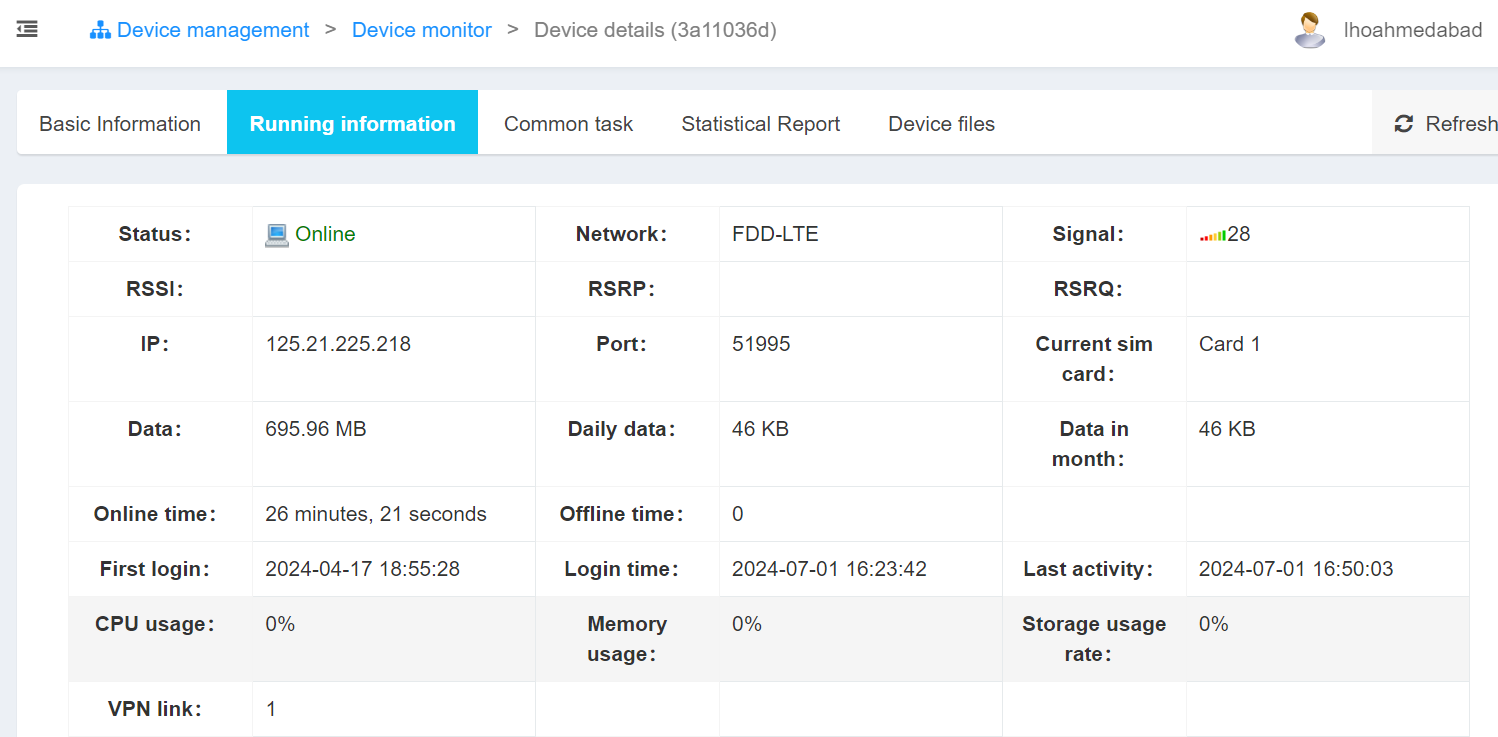 Device management > Device monitor > Device details (3a11036d)
lhoahmedabad
Basic Information Running information Common task Statistical Report Device files Refresh
Status: Online Network: FDD-LTE Signal: 28
RSSI: RSRP: RSRQ:
IP: 125.21.225.218 Port: 51995 Current sim card: Card 1
Data: 695.96 MB Daily data: 46 KB Data in month: 46 KB
Online time: 26 minutes, 21 seconds Offline time: 0
First login: 2024-04-17 18:55:28 Login time: 2024-07-01 16:23:42 Last activity: 2024-07-01 16:50:03
CPU usage: 0% Memory usage: 0% Storage usage rate: 0%
VPN link: 1